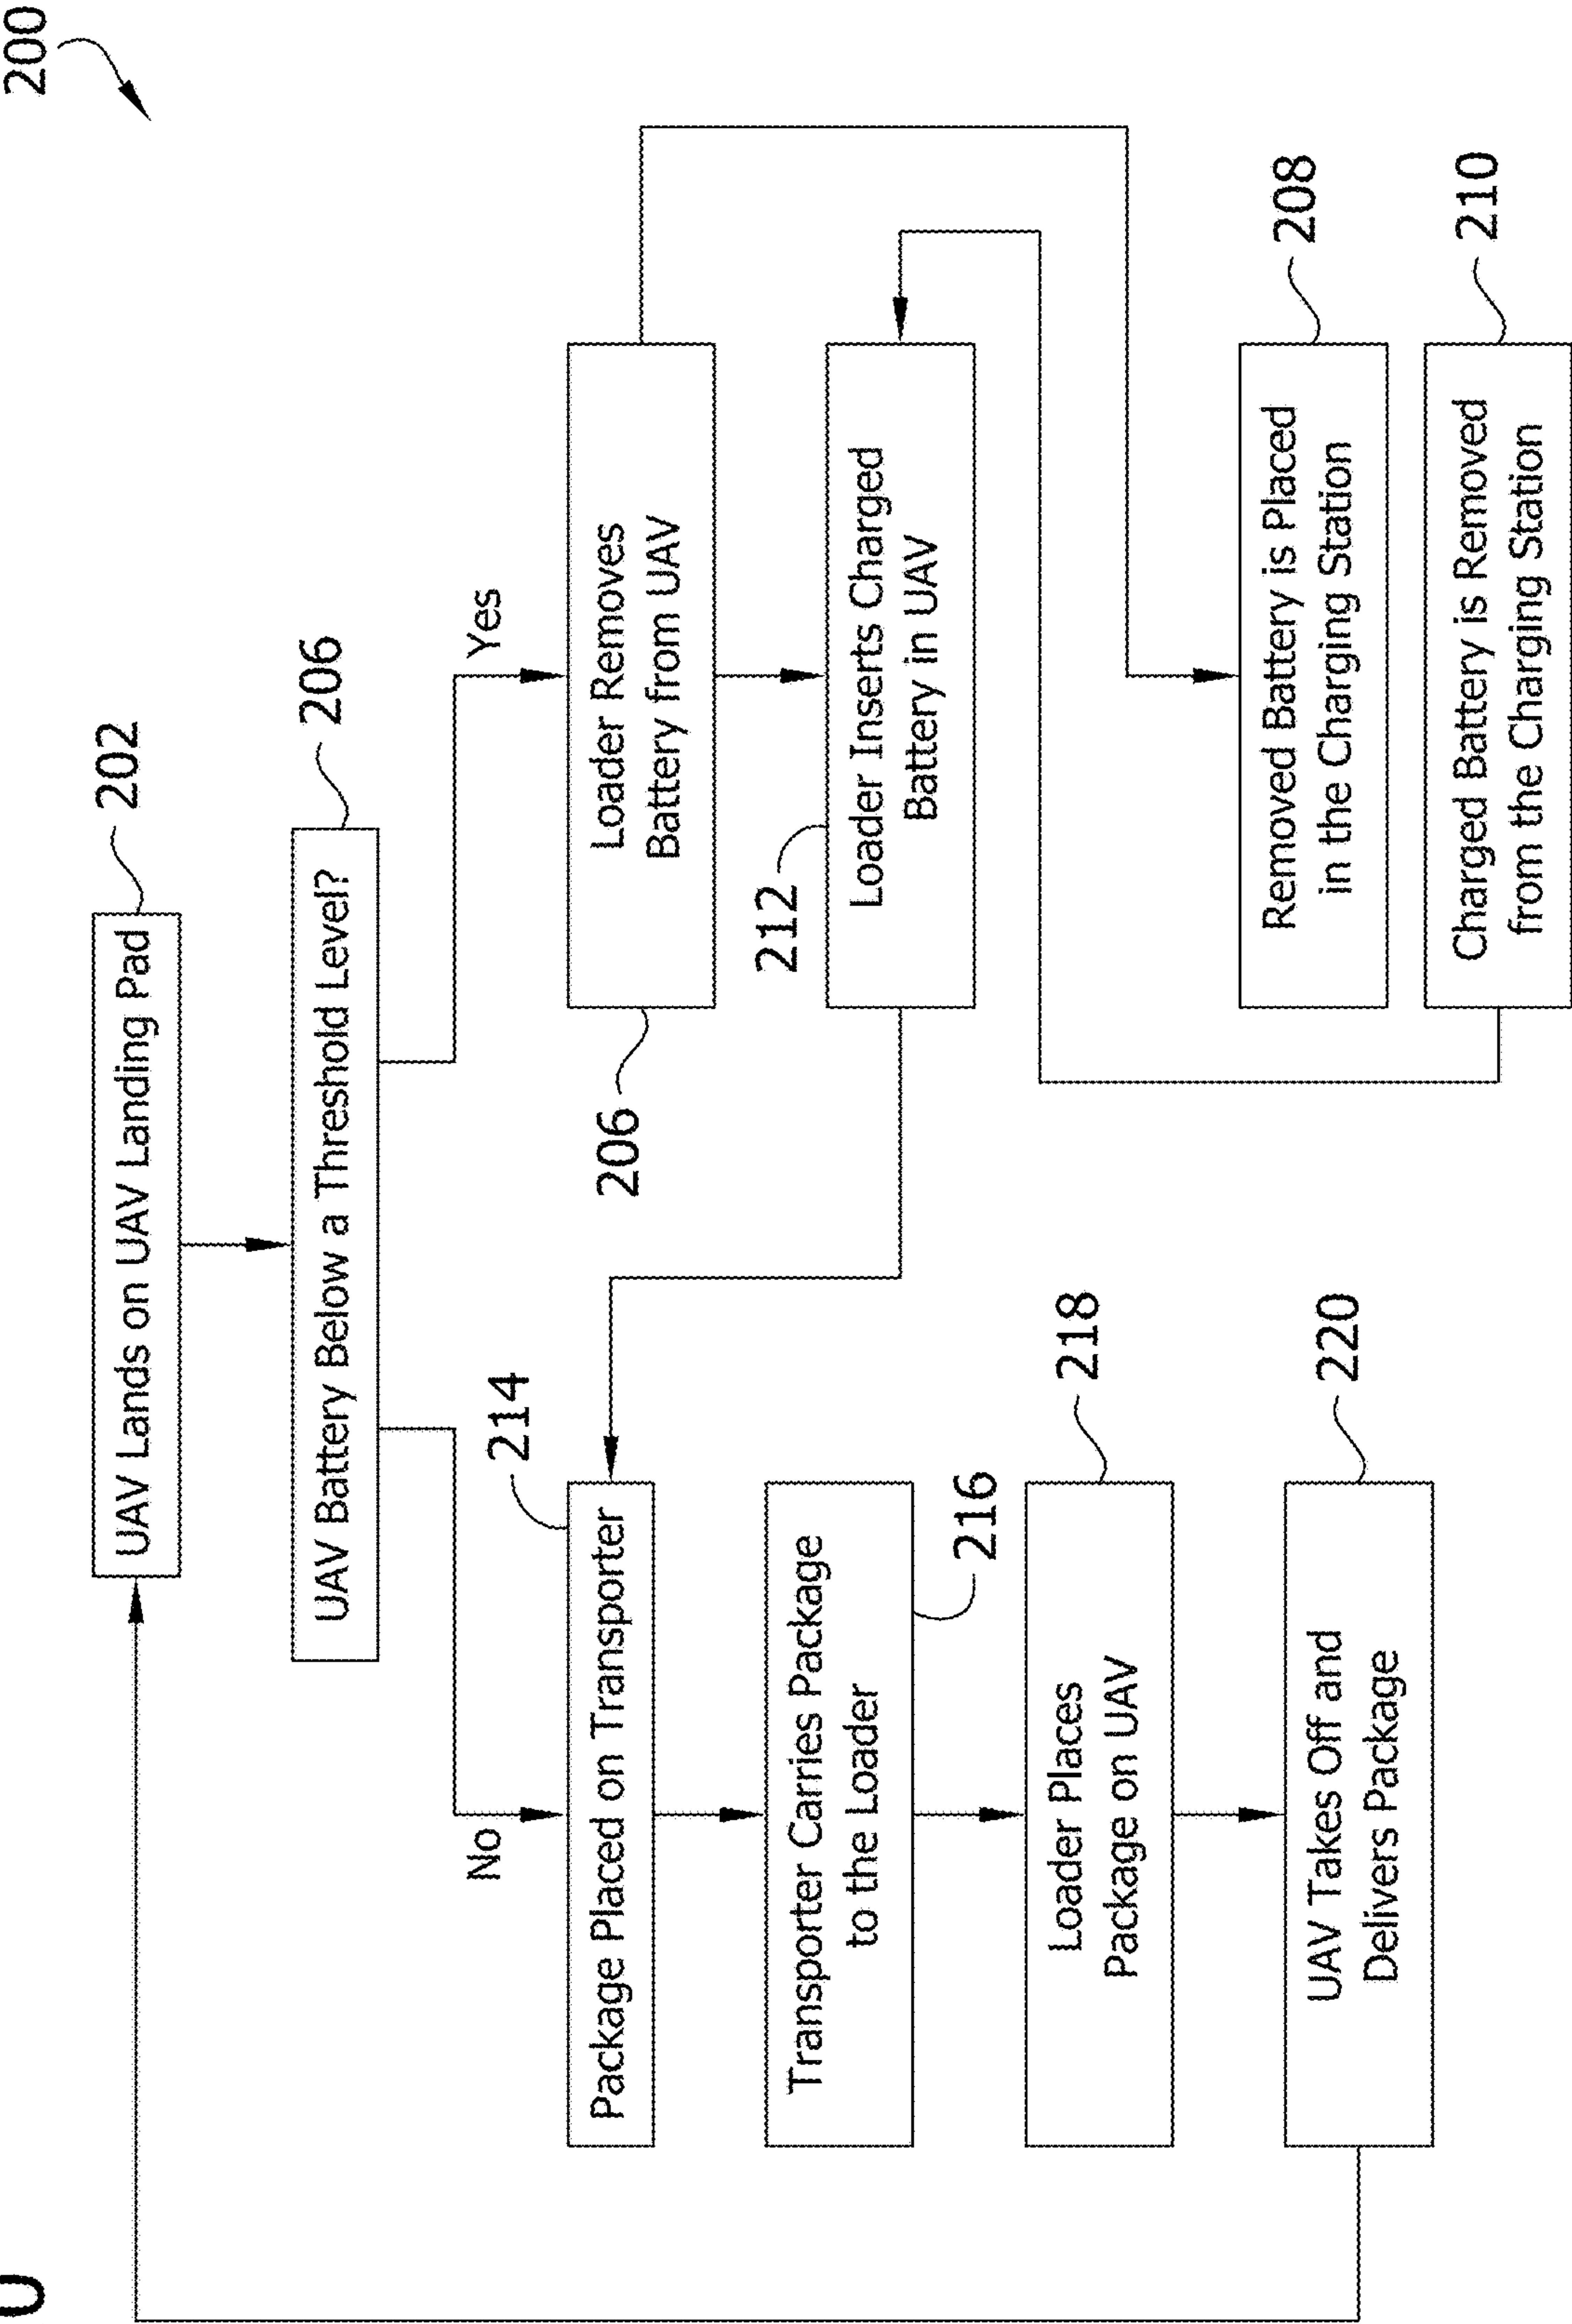 200
UAV Lands on UAV Landing Pad
202
UAV Battery Below a Threshold Level?
206
No
Yes
214
Package Placed on Transporter
Transporter Carries Package
to the Loader
216
Loader Places
Package on UAV
218
UAV Takes Off and
Delivers Package
220
Loader Removes
Battery from UAV
206
212
Loader Inserts Charged
Battery in UAV
Removed Battery is Placed
in the Charging Station
208
Charged Battery is Removed
from the Charging Station
210